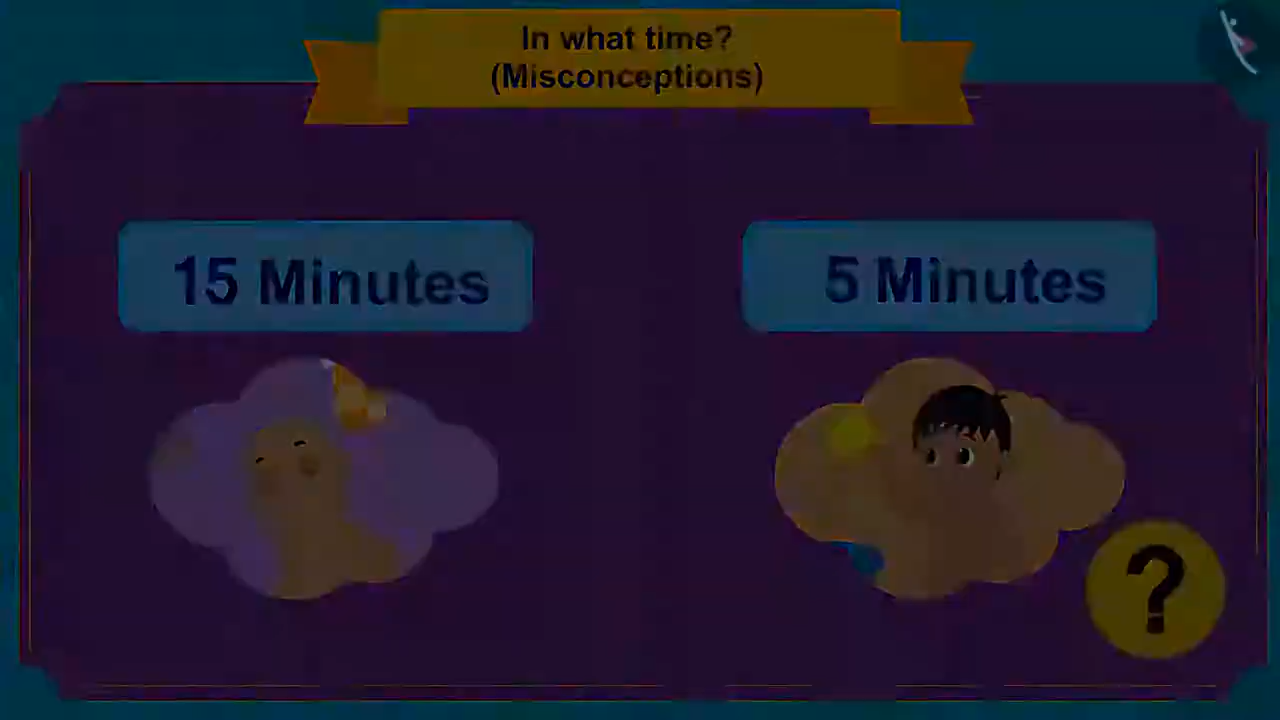 In what time?
(Misconceptions)
15 Minutes
5 Minutes
?